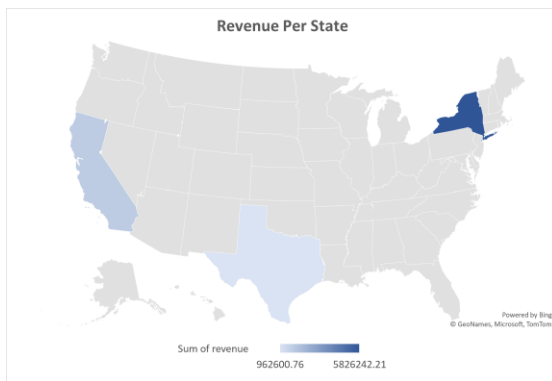 Revenue Per State
Powered by Bing
© GeoNames, Microsoft, TomTom
Sum of revenue
962600.76 5826242.21